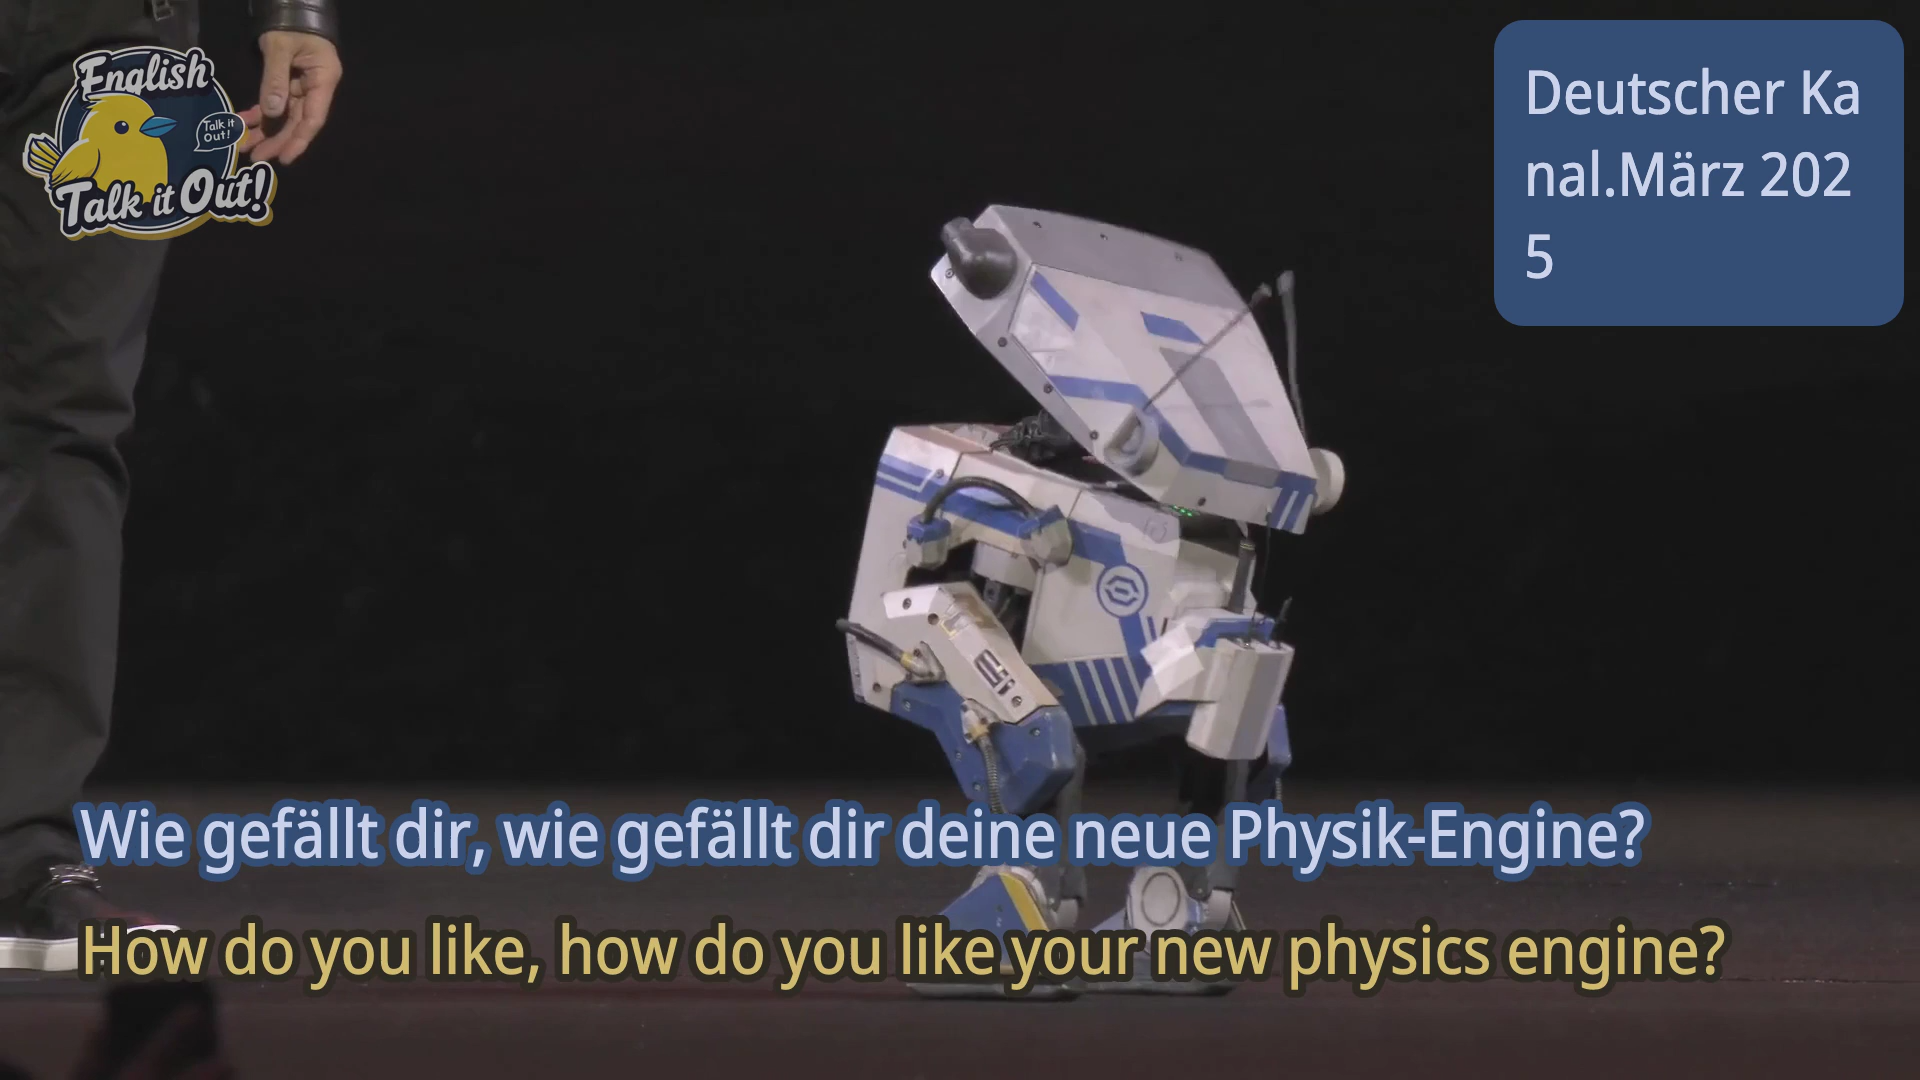 English
Talk it
Out!
Talk it Out!
Deutscher Ka
nal.März 202
5
Wie gefällt dir, wie gefällt dir deine neue Physik-Engine?
How do you like, how do you like your new physics engine?